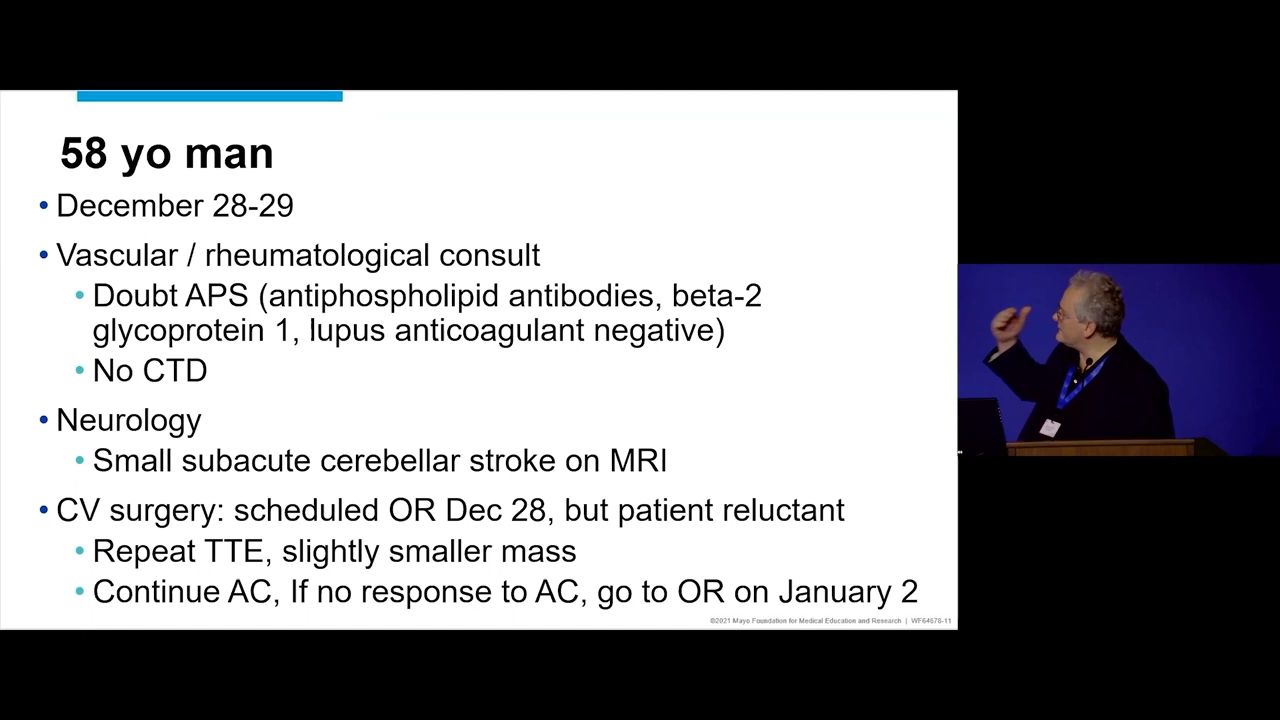 58 yo man
• December 28-29
• Vascular / rheumatological consult
• Doubt APS (antiphospholipid antibodies, beta-2
glycoprotein 1, lupus anticoagulant negative)
• No CTD
• Neurology
• Small subacute cerebellar stroke on MRI
• CV surgery: scheduled OR Dec 28, but patient reluctant
• Repeat TTE, slightly smaller mass
• Continue AC, If no response to AC, go to OR on January 2
©2021 Mayo Foundation for Medical Education and Research | WF64678-11